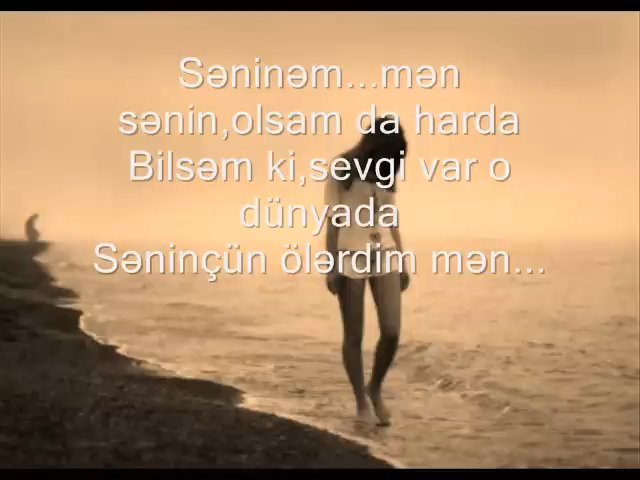 Səninəm...mən
sənin,olsam da harda
Bilsəm ki,sevgi var o
dünyada
Səninçün ölərdim mən...